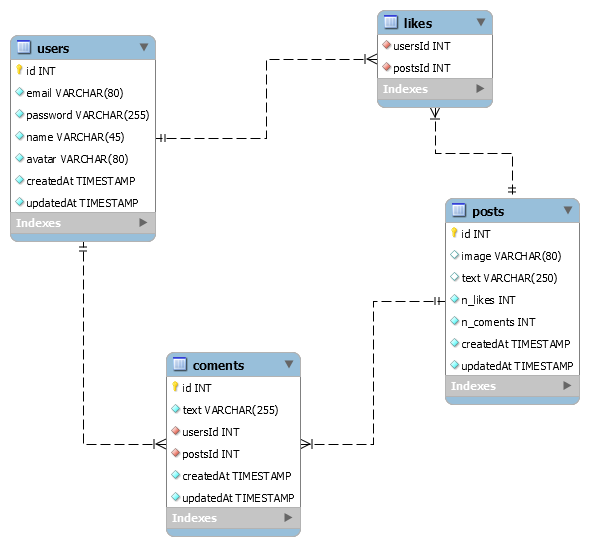 users
id INT
email VARCHAR(80)
password VARCHAR(255)
name VARCHAR(45)
avatar VARCHAR(80)
createdAt TIMESTAMP
updatedAt TIMESTAMP
Indexes
likes
usersId INT
postsId INT
Indexes
posts
id INT
image VARCHAR(80)
text VARCHAR(250)
n_likes INT
n_coments INT
createdAt TIMESTAMP
updatedAt TIMESTAMP
Indexes
coments
id INT
text VARCHAR(255)
usersId INT
postsId INT
createdAt TIMESTAMP
updatedAt TIMESTAMP
Indexes